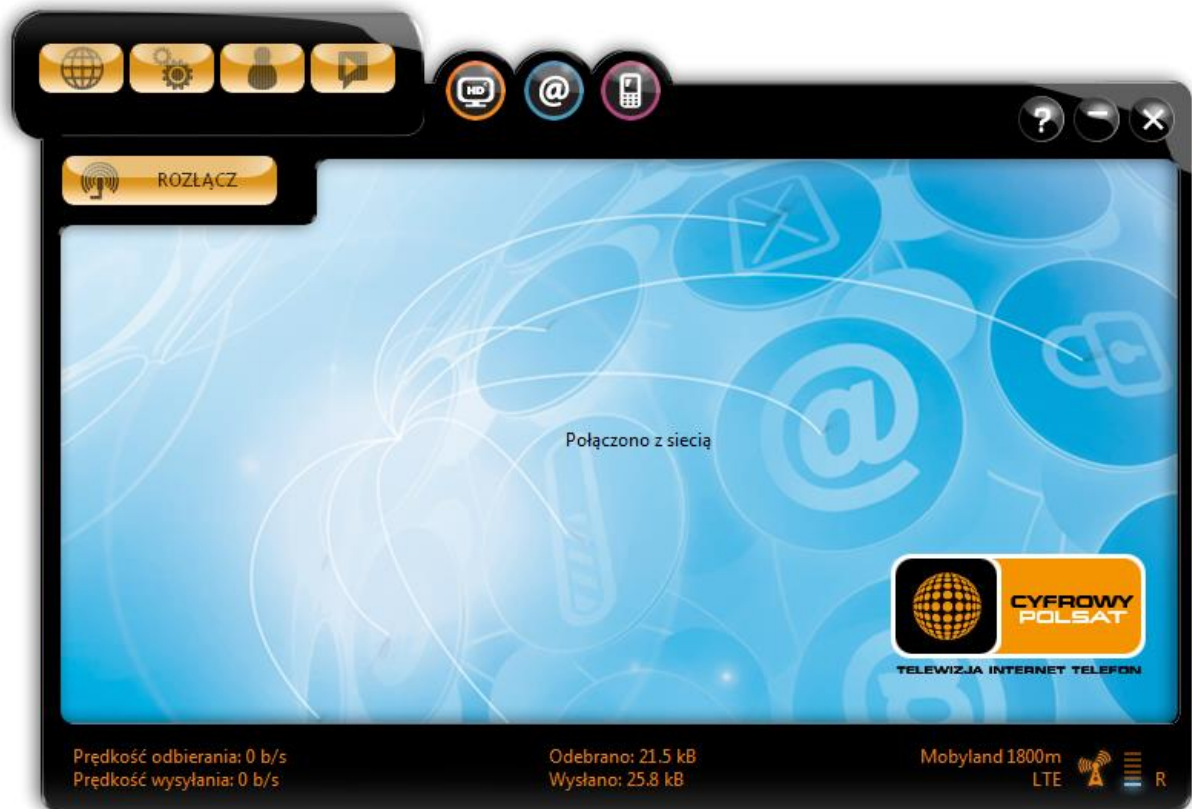 HD
@
@
?
ROZŁĄCZ
Połączono z siecią
@
CYFROWY
POLSAT
TELEWIZJA INTERNET TELEFON
Prędkość odbierania: 0 b/s
Prędkość wysyłania: 0 b/s
Odebrano: 21.5 kB
Wysłano: 25.8 kB
Mobyland 1800m
LTE
R